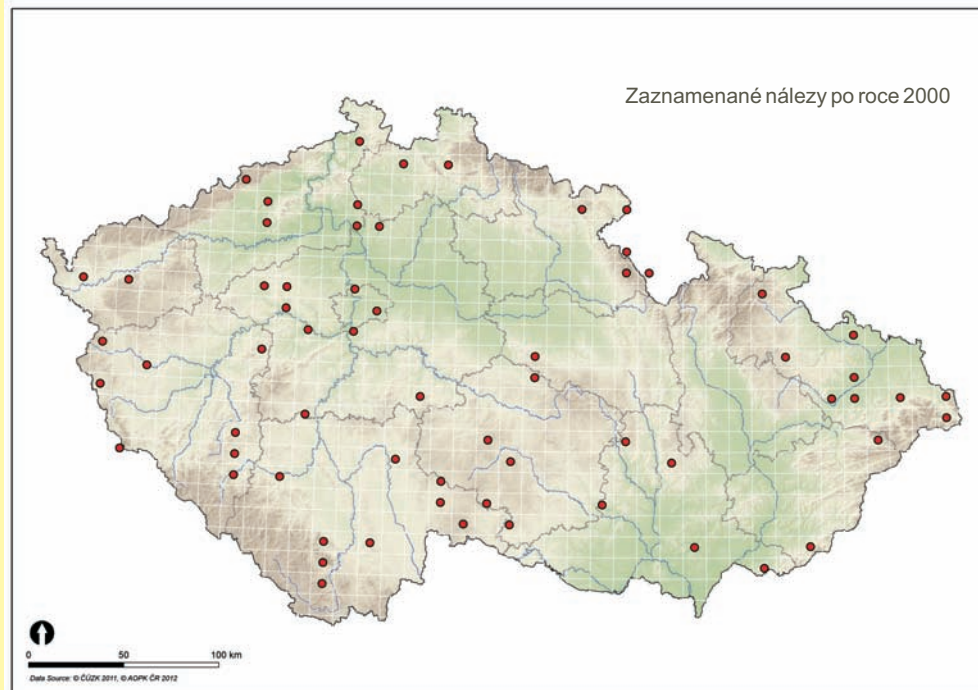 Zaznamenané nálezy po roce 2000
0 50 100 km
Data Source: © ČÚZK 2011, © AOPK ČR 2012